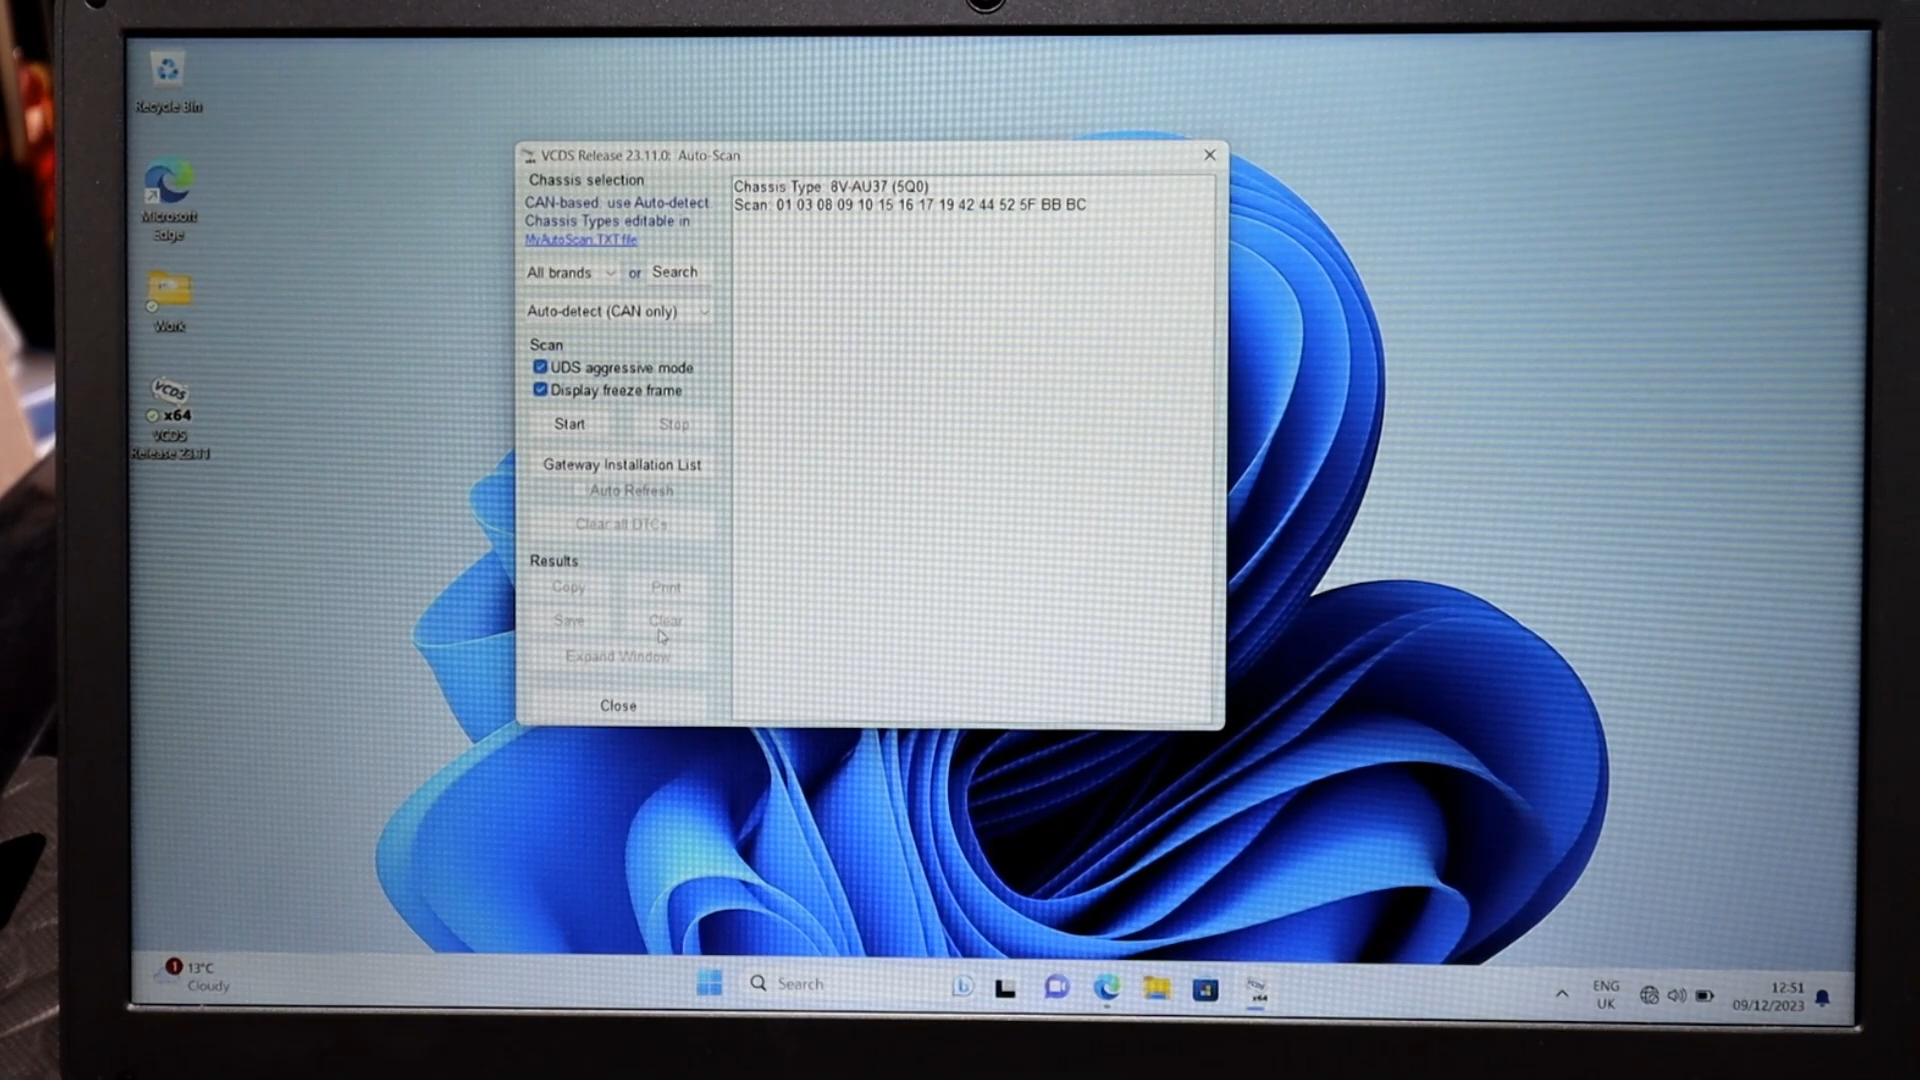 Recycle Bin
Microsoft
Edge
Work
VCDS
x64
VCDS
Release 23.11
VCDS Release 23.11.0: Auto-Scan
Chassis selection
CAN-based: use Auto-detect
Chassis Types editable in
MyAutoScan.TXT file
All brands or Search
Auto-detect (CAN only)
Scan
UDS aggressive mode
Display freeze frame
Start Stop
Gateway Installation List
Auto Refresh
Clear all DTCs
Results
Copy Print
Save Clear
Expand Window
Close
Chassis Type: 8V-AU37 (5Q0)
Scan: 01 03 08 09 10 15 16 17 19 42 44 52 5F BB BC
1
13°C
Cloudy
Search
b
x64
ENG
UK
12:51
09/12/2023